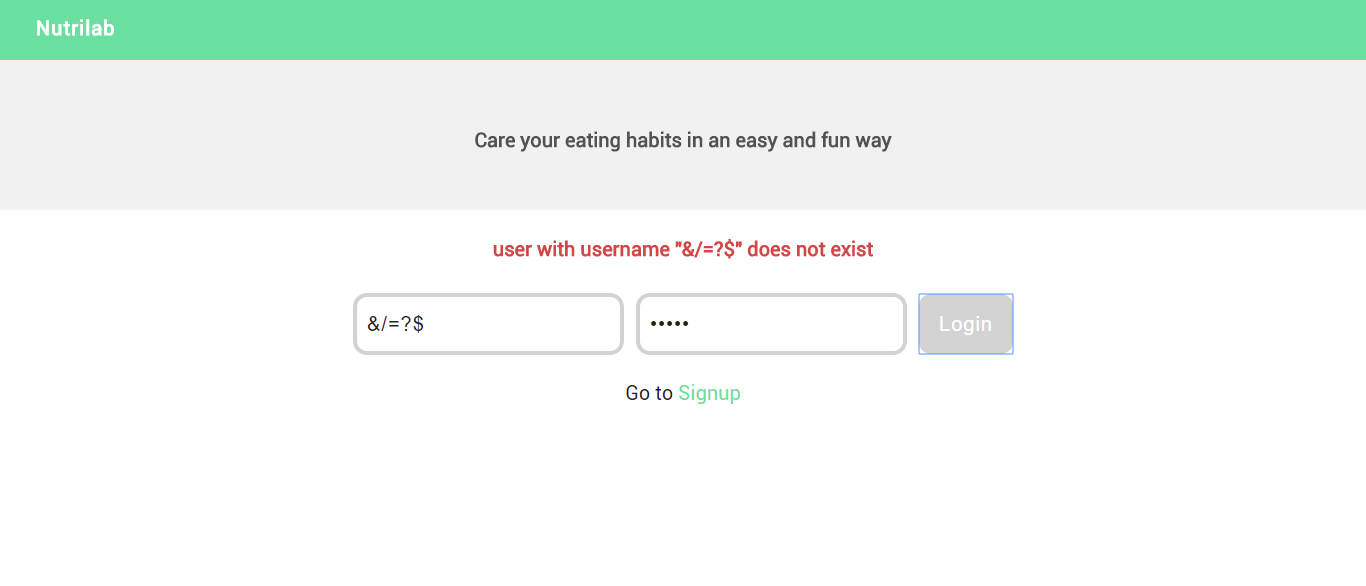 Nutrilab
Care your eating habits in an easy and fun way
user with username "&/=?$" does not exist
&/=?$ ••••• Login
Go to Signup